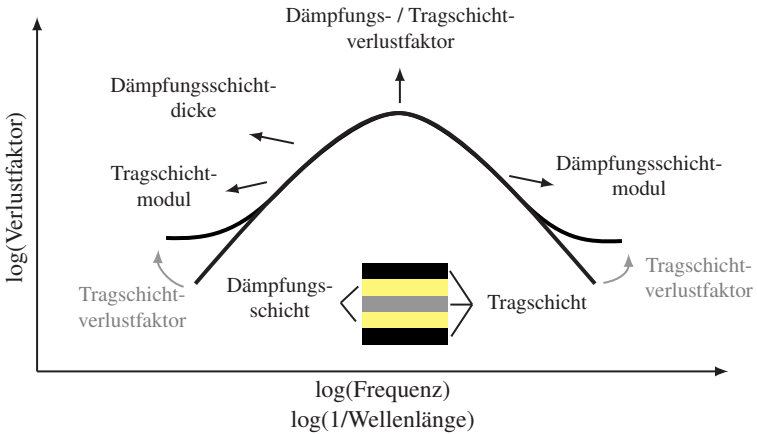 Dämpfungs- / Tragschicht-
verlustfaktor
Dämpfungsschicht-
dicke
Tragschicht-
modul
Dämpfungsschicht-
modul
log(Verlustfaktor)
Tragschicht-
verlustfaktor
Dämpfungs-
schicht
Tragschicht
Tragschicht-
verlustfaktor
log(Frequenz)
log(1/Wellenlänge)